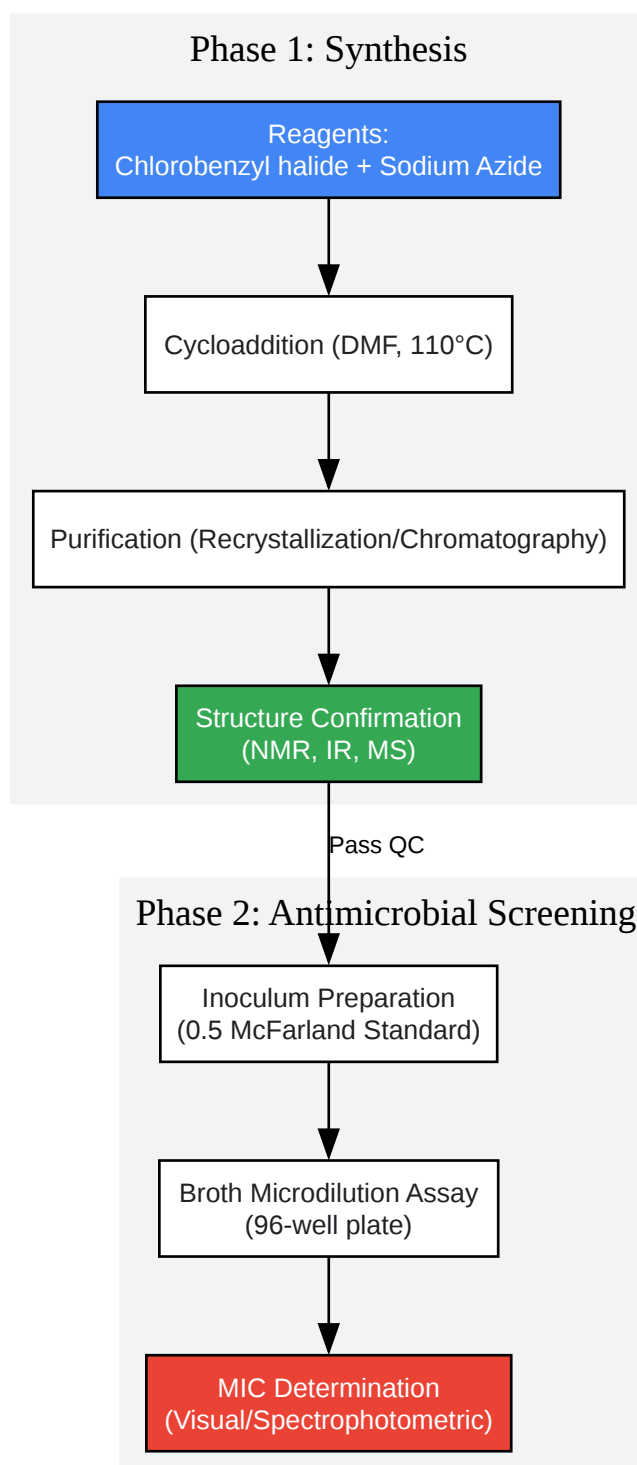 Phase 1: Synthesis
Reagents:
Chlorobenzyl halide + Sodium Azide
Cycloaddition (DMF, 110°C)
Purification (Recrystallization/Chromatography)
Structure Confirmation
(NMR, IR, MS)
Pass QC
Phase 2: Antimicrobial Screening
Inoculum Preparation
(0.5 McFarland Standard)
Broth Microdilution Assay
(96-well plate)
MIC Determination
(Visual/Spectrophotometric)